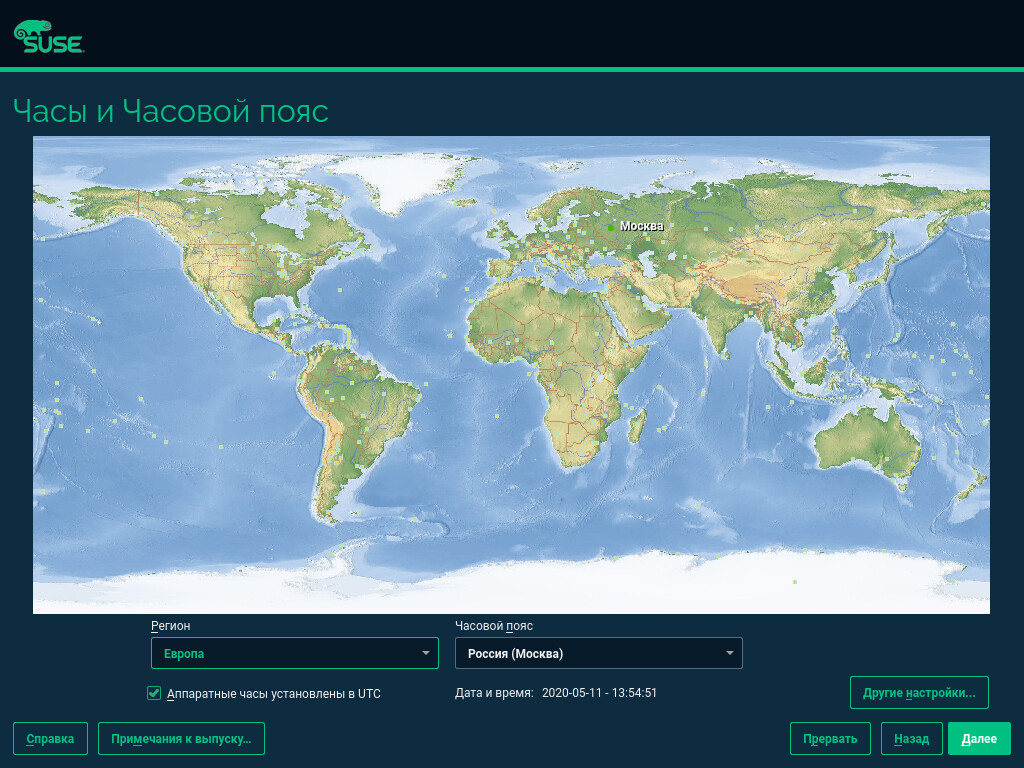 SUSE
Часы и Часовой пояс
Москва
Регион
Часовой пояс
Европа
Россия (Москва)
Аппаратные часы установлены в UTC
Дата и время: 2020-05-11 - 13:54:51
Другие настройки...
Справка
Примечания к выпуску...
Прервать
Назад
Далее